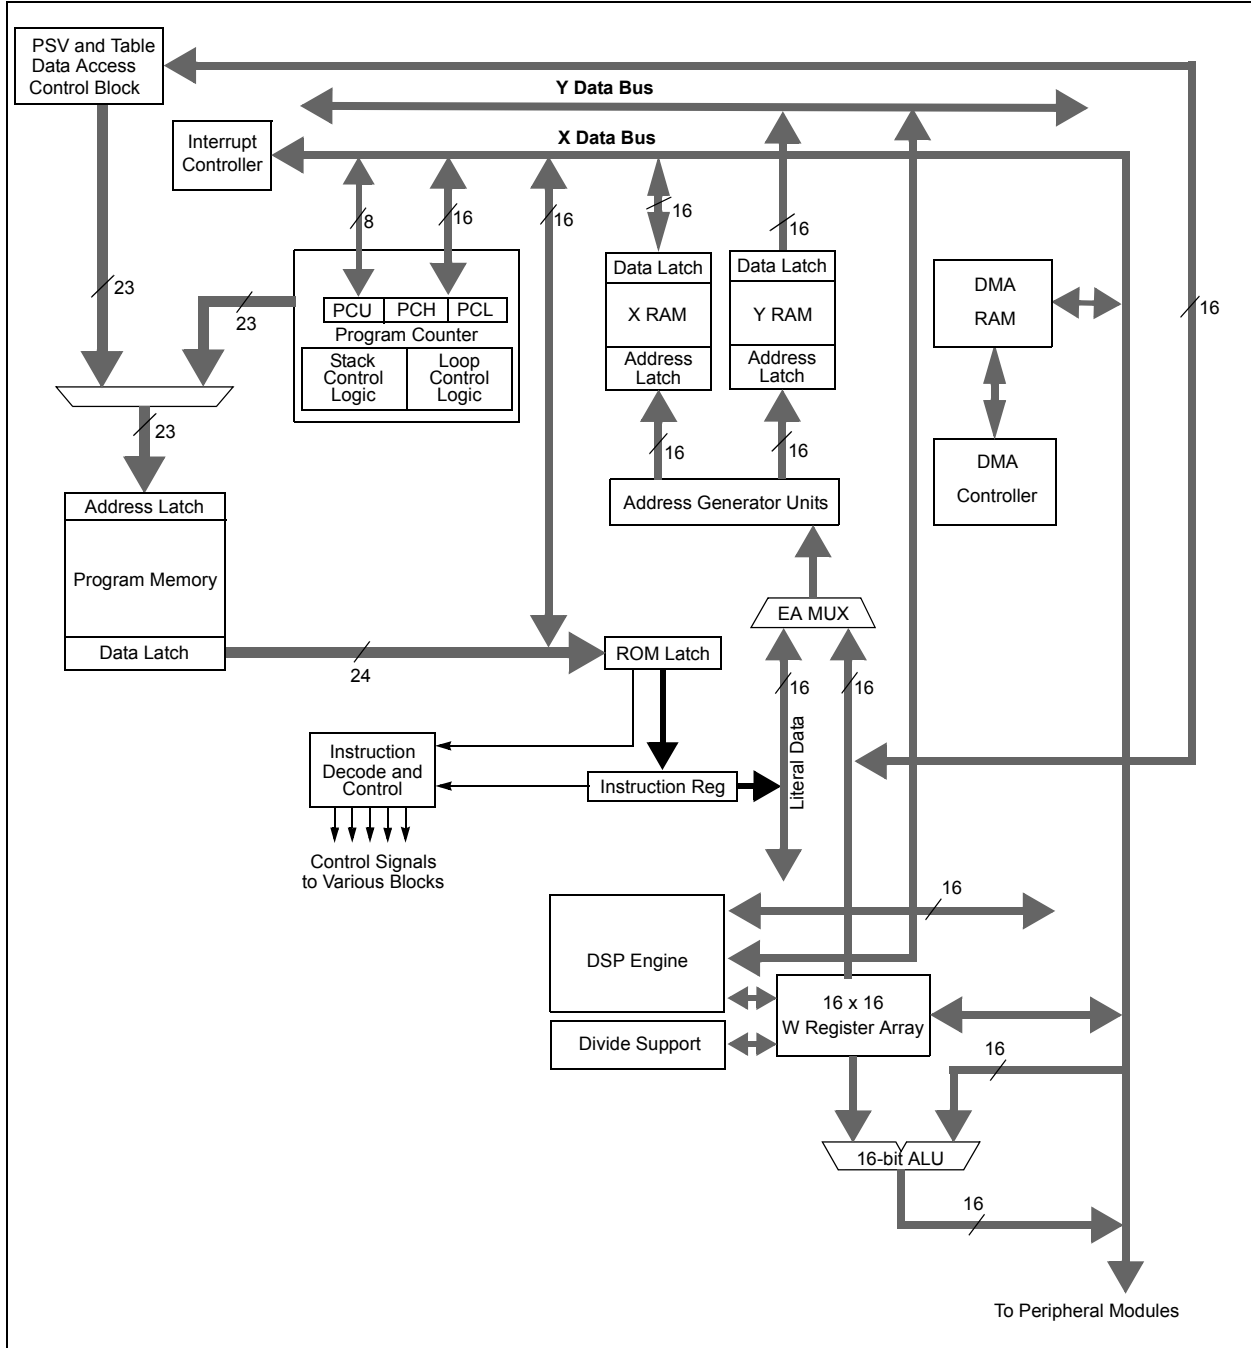 PSV and Table
Data Access
Control Block
Y Data Bus
Interrupt
Controller
X Data Bus
8
16
16
16
16
16
23
23
PCU
PCH
PCL
Program Counter
Stack
Control
Logic
Loop
Control
Logic
Data Latch
X RAM
Address
Latch
Data Latch
Y RAM
Address
Latch
DMA
RAM
23
16
16
DMA
Controller
Address Latch
Program Memory
Data Latch
Address Generator Units
EA MUX
24
ROM Latch
16
16
Literal Data
Instruction
Decode and
Control
Instruction Reg
Control Signals
to Various Blocks
16
DSP Engine
16 x 16
W Register Array
Divide Support
16
16-bit ALU
16
To Peripheral Modules